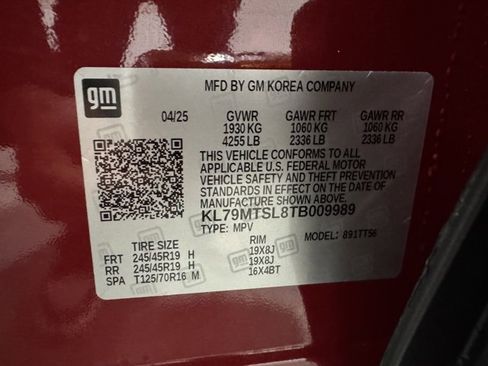 gm
MFD BY GM KOREA COMPANY
04/25 GVWR GAWR FRT GAWR RR
1930 KG 1060 KG 1060 KG
4255 LB 2336 LB 2336 LB
THIS VEHICLE CONFORMS TO ALL
APPLICABLE U.S. FEDERAL MOTOR
VEHICLE SAFETY AND THEFT PREVENTION
STANDARDS IN EFFECT ON THE DATE OF
MANUFACTURE SHOWN ABOVE.
KL79MTSL8TB009989
TYPE: MPV MODEL: 891TT56
TIRE SIZE RIM
FRT 245/45R19 H 19X8J
RR 245/45R19 H 19X8J
SPA T125/70R16 M 16X4BT